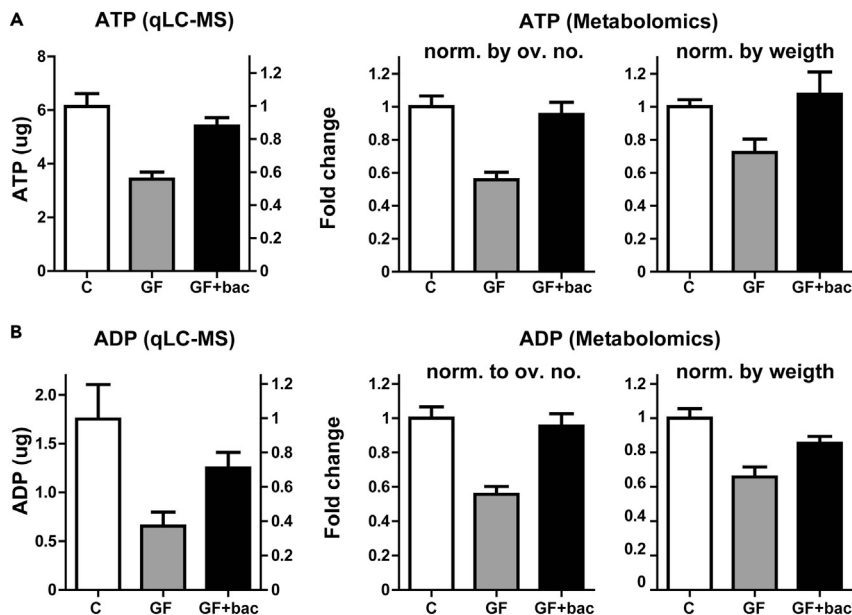 A
ATP (qLC-MS)
ATP (Metabolomics)
norm. by ov. no.
norm. by weigth
ATP (ug)
8
6
4
2
0
1.2
1
0.8
0.6
0.4
0.2
0
C
GF
GF+bac
Fold change
1.2
1
0.8
0.6
0.4
0.2
0
C
GF
GF+bac
1.2
1
0.8
0.6
0.4
0.2
0
C
GF
GF+bac
B
ADP (qLC-MS)
ADP (Metabolomics)
norm. to ov. no.
norm. by weigth
ADP (ug)
2.0
1.5
1.0
0.5
0
1.2
1
0.8
0.6
0.4
0.2
0
C
GF
GF+bac
Fold change
1.2
1
0.8
0.6
0.4
0.2
0
C
GF
GF+bac
1.2
1
0.8
0.6
0.4
0.2
0
C
GF
GF+bac